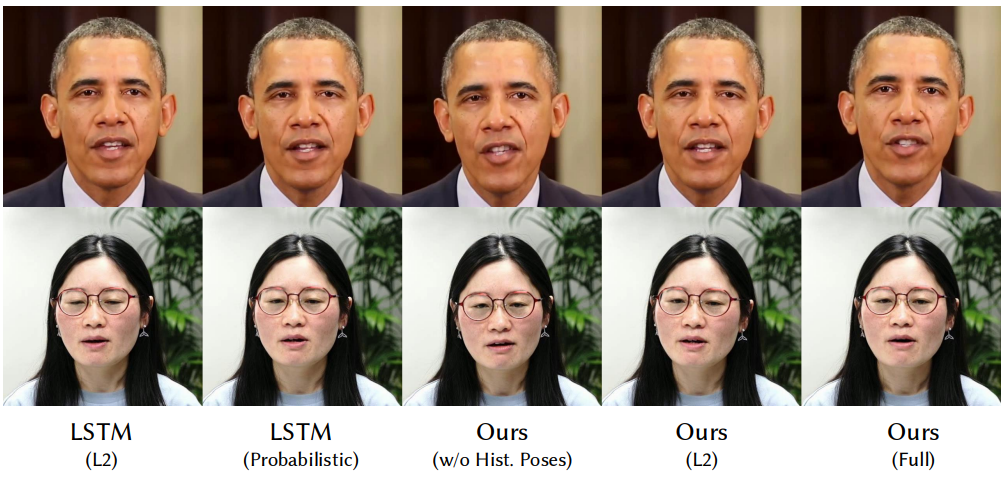 LSTM LSTM Ours Ours Ours
(L2) (Probabilistic) (w/o Hist. Poses) (L2) (Full)